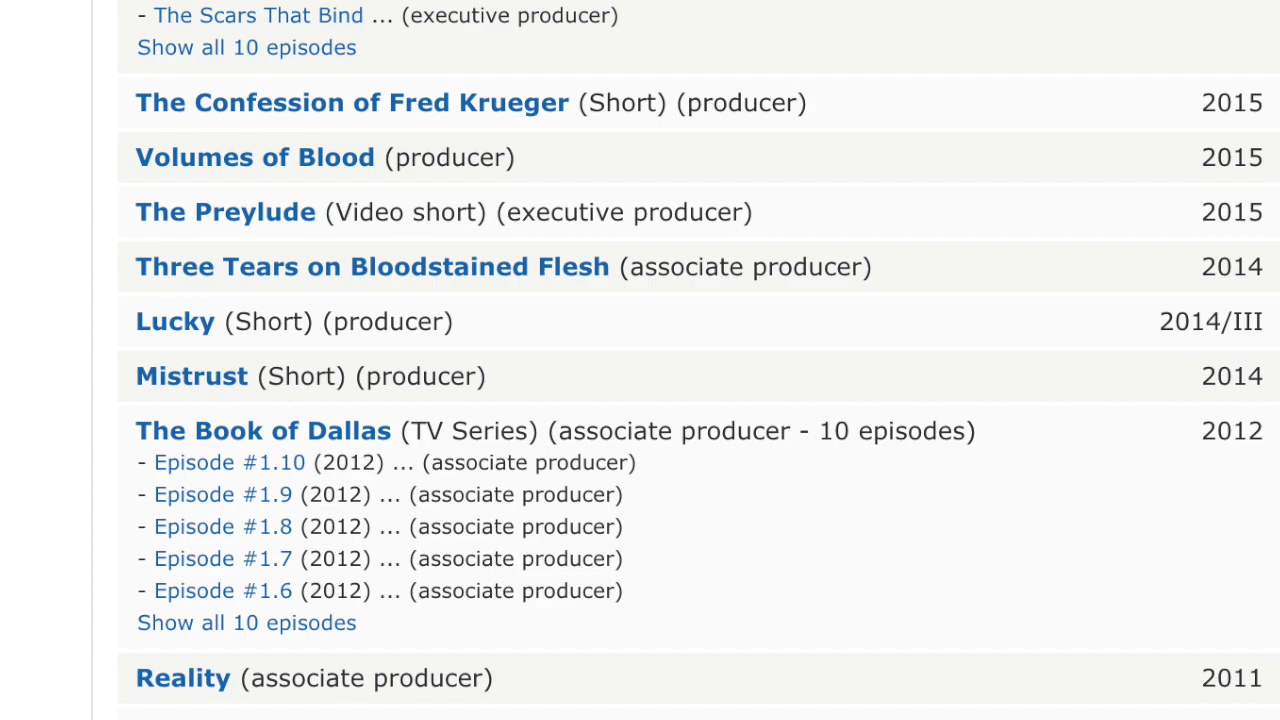 - The Scars That Bind ... (executive producer)
Show all 10 episodes
The Confession of Fred Krueger (Short) (producer) 2015
Volumes of Blood (producer) 2015
The Preylude (Video short) (executive producer) 2015
Three Tears on Bloodstained Flesh (associate producer) 2014
Lucky (Short) (producer) 2014/III
Mistrust (Short) (producer) 2014
The Book of Dallas (TV Series) (associate producer - 10 episodes) 2012
- Episode #1.10 (2012) ... (associate producer)
- Episode #1.9 (2012) ... (associate producer)
- Episode #1.8 (2012) ... (associate producer)
- Episode #1.7 (2012) ... (associate producer)
- Episode #1.6 (2012) ... (associate producer)
Show all 10 episodes
Reality (associate producer) 2011